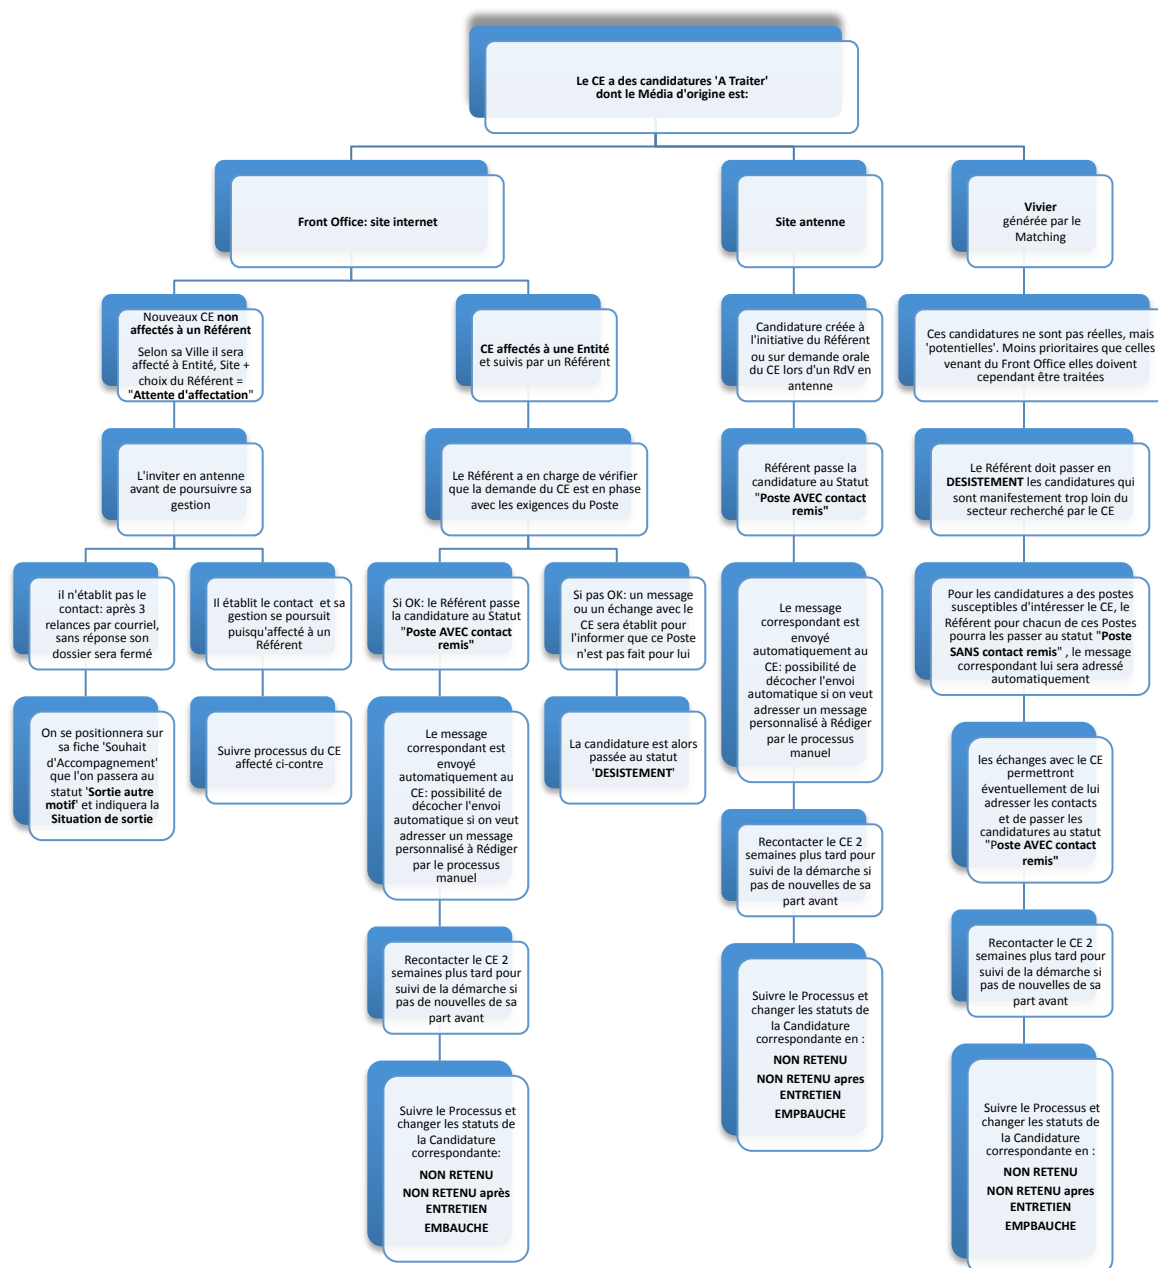 Le CE a des candidatures 'A Traiter'
dont le Média d'origine est:
Front Office: site internet
Site antenne
Vivier
générée par le
Matching
Nouveaux CE non
affectés à un Référent
Selon sa Ville il sera
affecté à Entité, Site +
choix du Référent =
"Attente d'affectation"
CE affectés à une Entité
et suivis par un Référent
Candidature créée à
l'initiative du Référent
ou sur demande orale
du CE lors d'un RdV en
antenne
Ces candidatures ne sont pas réelles, mais
'potentielles'. Moins prioritaires que celles
venant du Front Office elles doivent
cependant être traitées
L'inviter en antenne
avant de poursuivre sa
gestion
Le Référent a en charge de vérifier
que la demande du CE est en phase
avec les exigences du Poste
Référent passe la
candidature au Statut
"Poste AVEC contact
remis"
Le Référent doit passer en
DESISTEMENT les candidatures qui
sont manifestement trop loin du
secteur recherché par le CE
il n'établit pas le
contact: après 3
relances par courriel,
sans réponse son
dossier sera fermé
Il établit le contact et sa
gestion se poursuit
puisqu'affecté à un
Référent
Si OK: le Référent passe
la candidature au Statut
"Poste AVEC contact
remis"
Si pas OK: un message
ou un échange avec le
CE sera établit pour
l'informer que ce Poste
n'est pas fait pour lui
Le message
correspondant est
envoyé
automatiquement au
CE: possibilité de
décocher l'envoi
automatique si on veut
adresser un message
personnalisé à Rédiger
par le processus
manuel
Pour les candidatures a des postes
susceptibles d'intéresser le CE, le
Référent pour chacun de ces Postes
pourra les passer au statut "Poste
SANS contact remis" , le message
correspondant lui sera adressé
automatiquement
On se positionnera sur
sa fiche 'Souhait
d'Accompagnement'
que l'on passera au
statut 'Sortie autre
motif' et indiquera la
Situation de sortie
Suivre processus du CE
affecté ci-contre
Le message
correspondant est
envoyé
automatiquement au
CE: possibilité de
décocher l'envoi
automatique si on veut
adresser un message
personnalisé à Rédiger
par le processus
manuel
La candidature est alors
passée au statut
'DESISTEMENT'
les échanges avec le CE
permettront
éventuellement de lui
adresser les contacts
et de passer les
candidatures au statut
"Poste AVEC contact
remis"
Recontacter le CE 2
semaines plus tard pour
suivi de la démarche si
pas de nouvelles de sa
part avant
Recontacter le CE 2
semaines plus tard pour
suivi de la démarche si
pas de nouvelles de sa
part avant
Recontacter le CE 2
semaines plus tard pour
suivi de la démarche si
pas de nouvelles de sa
part avant
Suivre le Processus et
changer les statuts de
la Candidature
correspondante en :
NON RETENU
NON RETENU apres
ENTRETIEN
EMPBAUCHE
Suivre le Processus et
changer les statuts de
la Candidature
correspondante:
NON RETENU
NON RETENU après
ENTRETIEN
EMBAUCHE
Suivre le Processus et
changer les statuts de
la Candidature
correspondante en :
NON RETENU
NON RETENU apres
ENTRETIEN
EMPBAUCHE